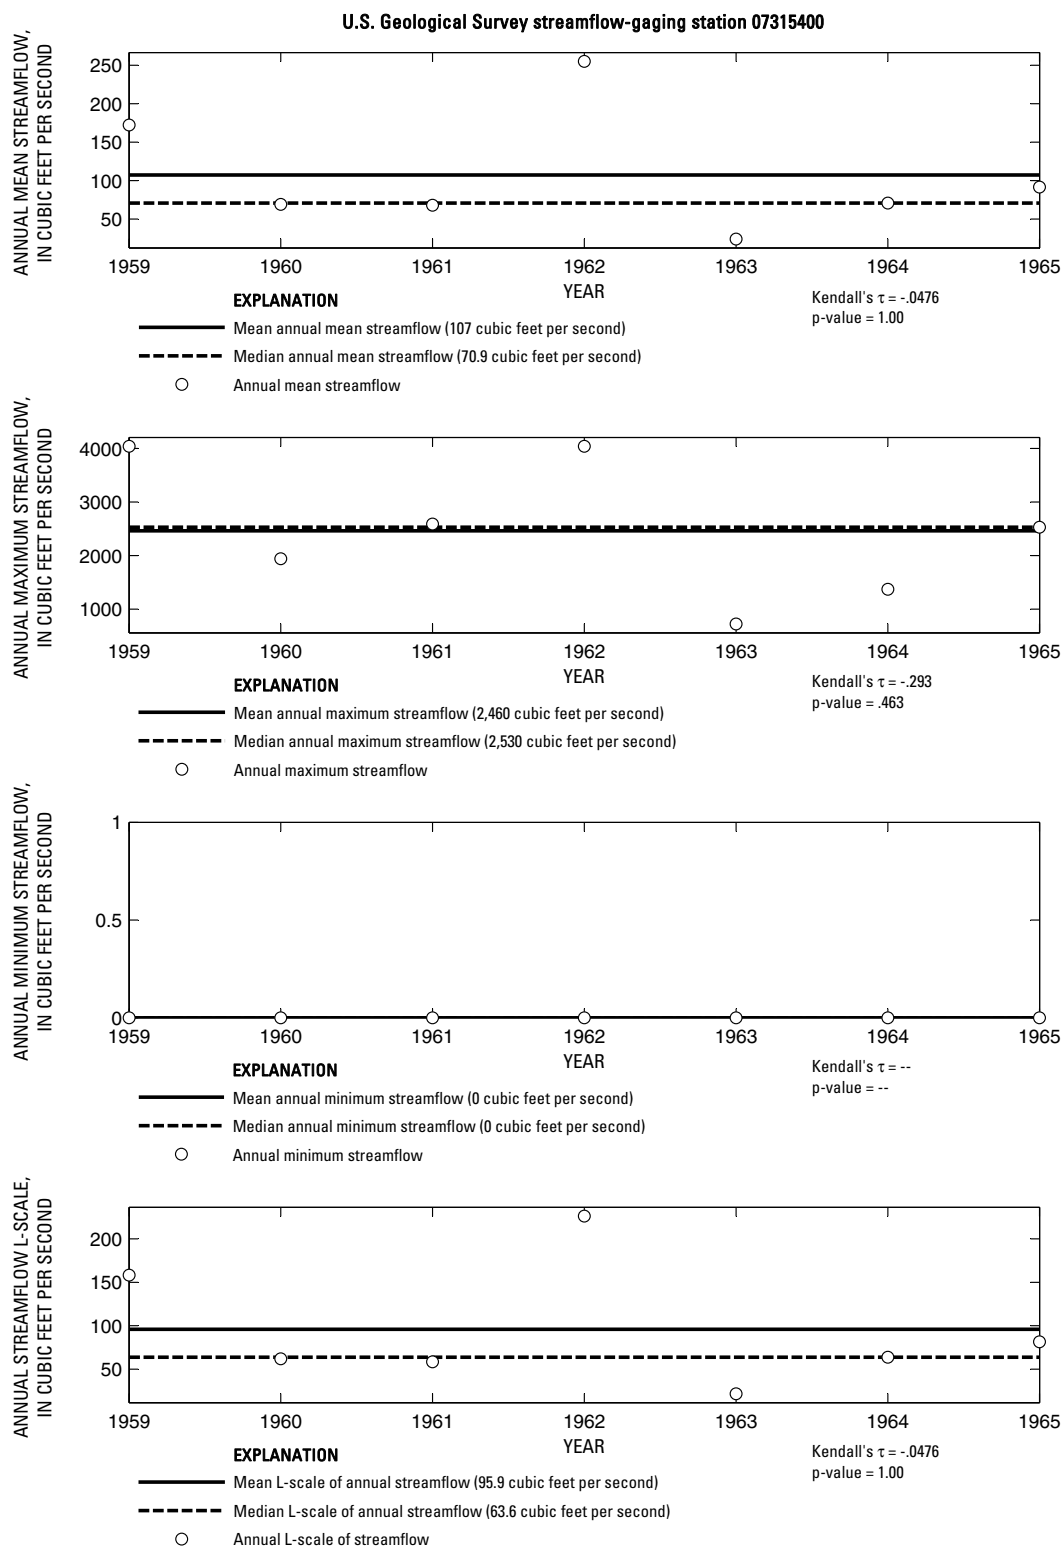 U.S. Geological Survey streamflow-gaging station 07315400
ANNUAL MEAN STREAMFLOW,
IN CUBIC FEET PER SECOND
250
200
150
100
50
1959 1960 1961 1962 1963 1964 1965
YEAR
EXPLANATION
Mean annual mean streamflow (107 cubic feet per second)
Median annual mean streamflow (70.9 cubic feet per second)
Annual mean streamflow
Kendall's τ = -.0476
p-value = 1.00
ANNUAL MAXIMUM STREAMFLOW,
IN CUBIC FEET PER SECOND
4000
3000
2000
1000
1959 1960 1961 1962 1963 1964 1965
YEAR
EXPLANATION
Mean annual maximum streamflow (2,460 cubic feet per second)
Median annual maximum streamflow (2,530 cubic feet per second)
Annual maximum streamflow
Kendall's τ = -.293
p-value = .463
ANNUAL MINIMUM STREAMFLOW,
IN CUBIC FEET PER SECOND
1
0.5
0
1959 1960 1961 1962 1963 1964 1965
YEAR
EXPLANATION
Mean annual minimum streamflow (0 cubic feet per second)
Median annual minimum streamflow (0 cubic feet per second)
Annual minimum streamflow
Kendall's τ = --
p-value = --
ANNUAL STREAMFLOW L-SCALE,
IN CUBIC FEET PER SECOND
200
150
100
50
1959 1960 1961 1962 1963 1964 1965
YEAR
EXPLANATION
Mean L-scale of annual streamflow (95.9 cubic feet per second)
Median L-scale of annual streamflow (63.6 cubic feet per second)
Annual L-scale of streamflow
Kendall's τ = -.0476
p-value = 1.00